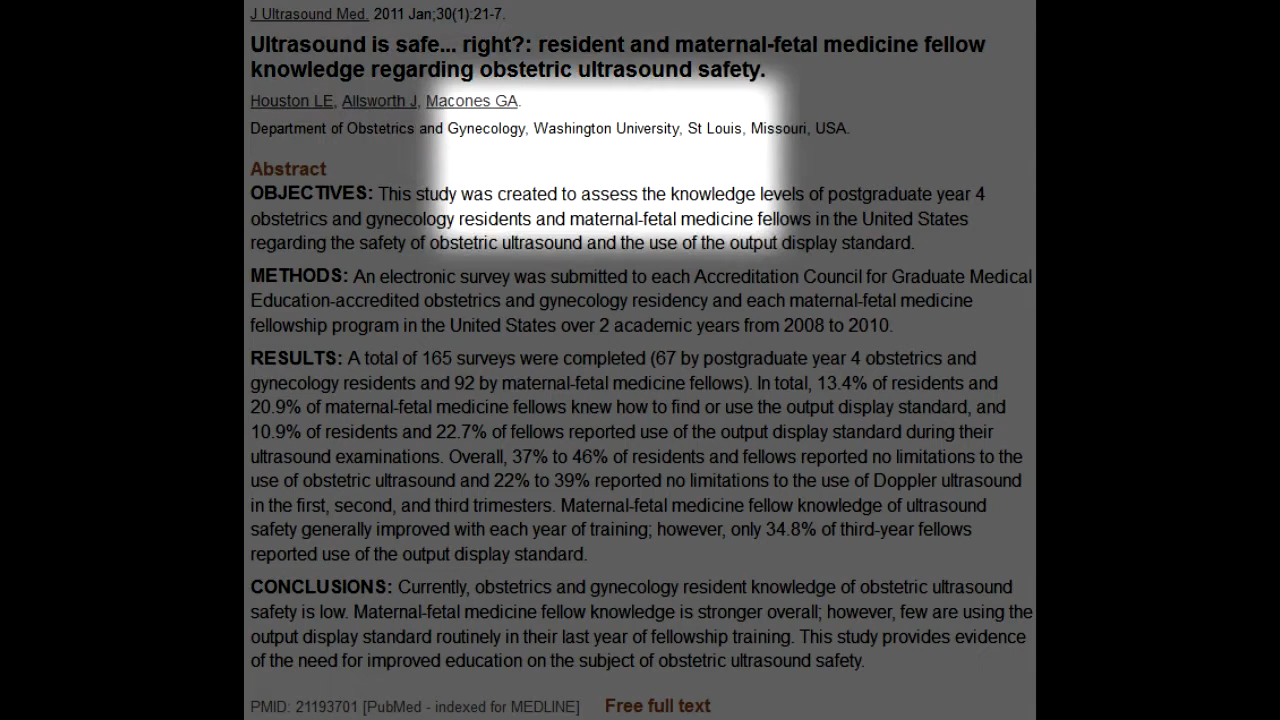 J Ultrasound Med. 2011 Jan;30(1):21-7.
Ultrasound is safe... right?: resident and maternal-fetal medicine fellow
knowledge regarding obstetric ultrasound safety.
Houston LE, Allsworth J, Macones GA.
Department of Obstetrics and Gynecology, Washington University, St Louis, Missouri, USA.
Abstract
OBJECTIVES: This study was created to assess the knowledge levels of postgraduate year 4
obstetrics and gynecology residents and maternal-fetal medicine fellows in the United States
regarding the safety of obstetric ultrasound and the use of the output display standard.
METHODS: An electronic survey was submitted to each Accreditation Council for Graduate Medical
Education-accredited obstetrics and gynecology residency and each maternal-fetal medicine
fellowship program in the United States over 2 academic years from 2008 to 2010.
RESULTS: A total of 165 surveys were completed (67 by postgraduate year 4 obstetrics and
gynecology residents and 92 by maternal-fetal medicine fellows). In total, 13.4% of residents and
20.9% of maternal-fetal medicine fellows knew how to find or use the output display standard, and
10.9% of residents and 22.7% of fellows reported use of the output display standard during their
ultrasound examinations. Overall, 37% to 46% of residents and fellows reported no limitations to the
use of obstetric ultrasound and 22% to 39% reported no limitations to the use of Doppler ultrasound
in the first, second, and third trimesters. Maternal-fetal medicine fellow knowledge of ultrasound
safety generally improved with each year of training; however, only 34.8% of third-year fellows
reported use of the output display standard.
CONCLUSIONS: Currently, obstetrics and gynecology resident knowledge of obstetric ultrasound
safety is low. Maternal-fetal medicine fellow knowledge is stronger overall; however, few are using the
output display standard routinely in their last year of fellowship training. This study provides evidence
of the need for improved education on the subject of obstetric ultrasound safety.
PMID: 21193701 [PubMed - indexed for MEDLINE] Free full text